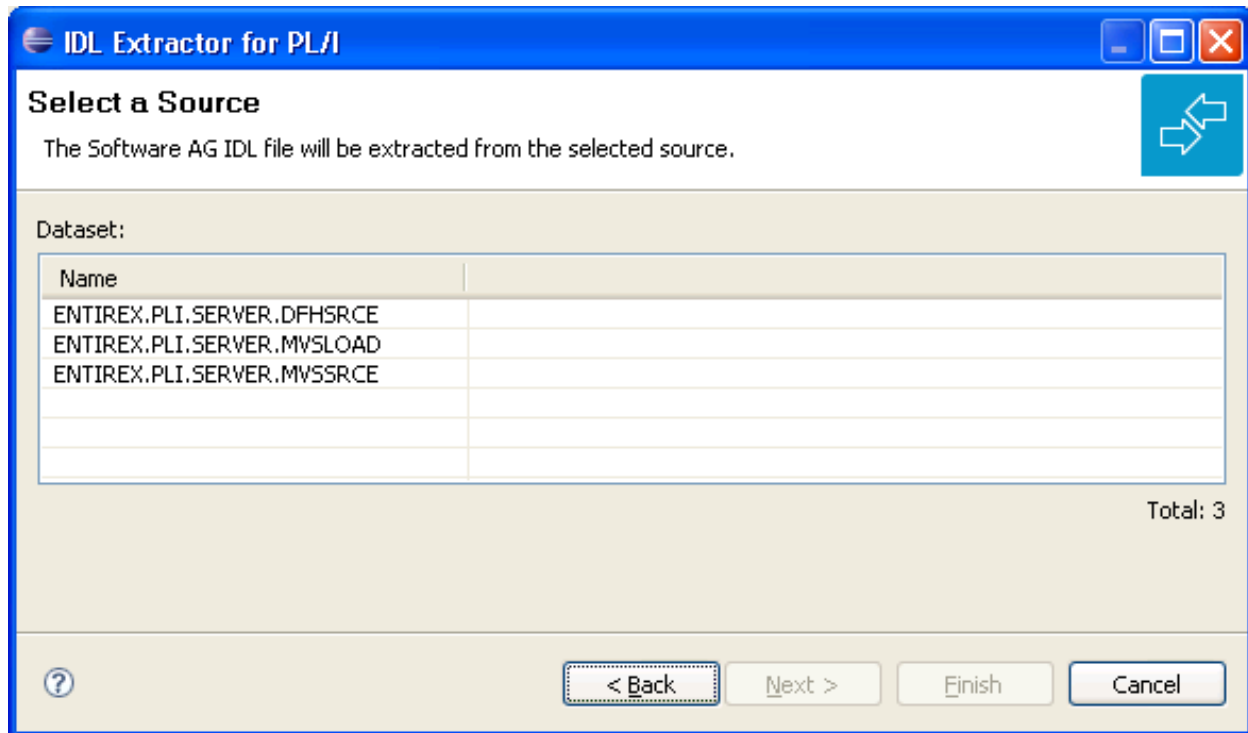 IDL Extractor for PL/I
Select a Source
The Software AG IDL file will be extracted from the selected source.
Dataset:
Name
ENTIREX.PLI.SERVER.DFHSRCE
ENTIREX.PLI.SERVER.MVSLOAD
ENTIREX.PLI.SERVER.MVSSRCE
Total: 3
? < Back Next > Finish Cancel